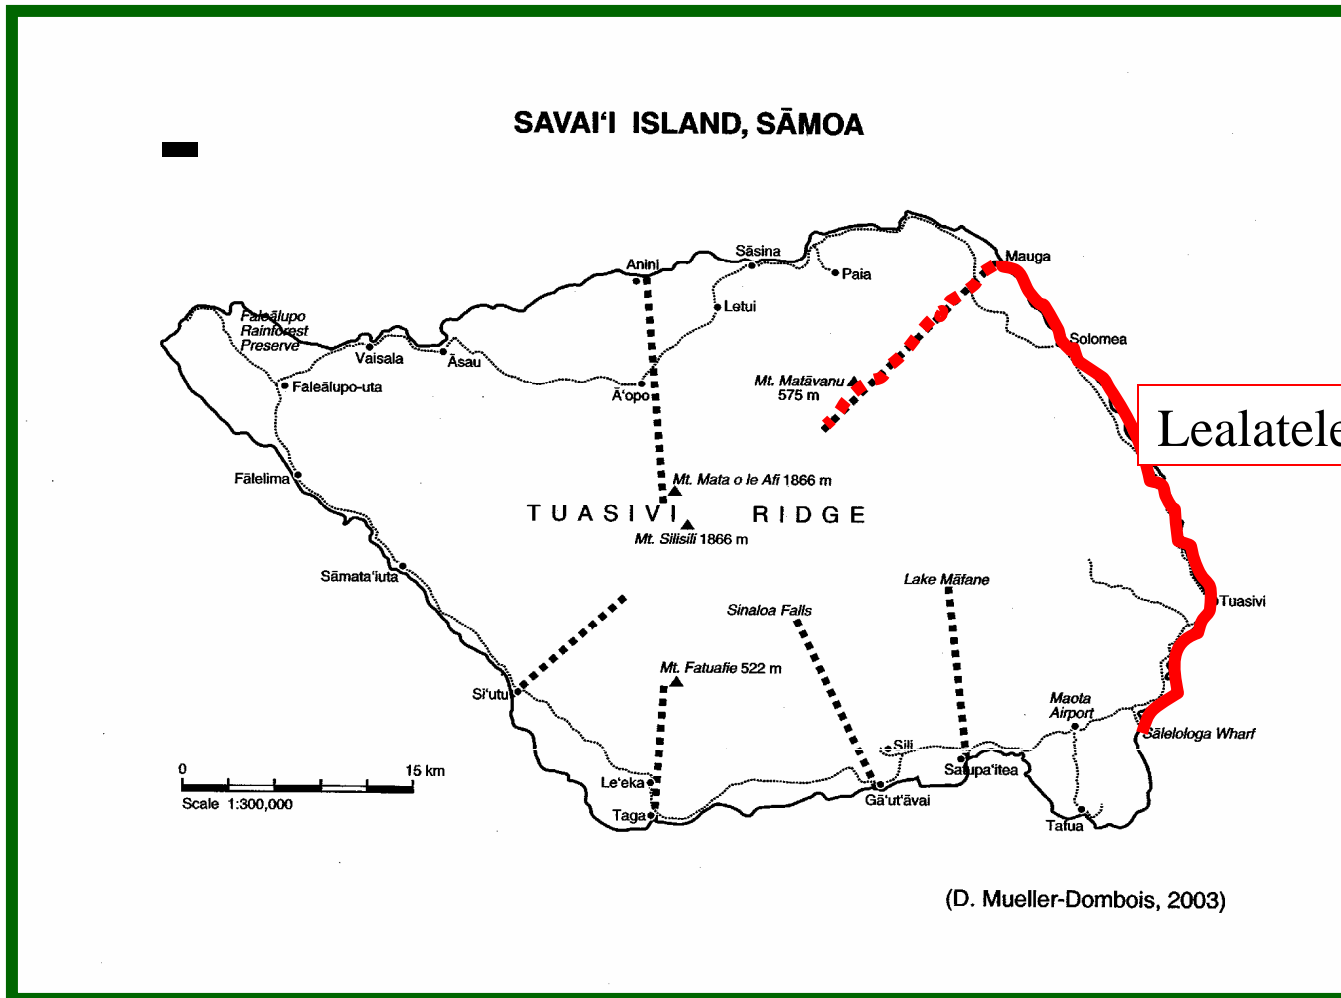 SAVAI‘I ISLAND, SĀMOA
Mauga
Sāsina
Anini
Paia
Letui
Faleālupo
Rainforest
Preserve
Solomea
Vaisala
Āsau
Mt. Matāvanu
575 m
Faleālupo-uta
Ā‘opo
Lealatele
Fālelima
Mt. Mata o le Afi 1866 m
TUASIVI RIDGE
Mt. Silisili 1866 m
Sāmata‘iuta
Lake Māfane
Sinaloa Falls
Tuasivi
Mt. Fatuafie 522 m
Si‘utu
Maota
Airport
Sālelologa Wharf
Sili
0 15 km
Scale 1:300,000
Le‘eka
Satupa‘itea
Gā‘ut‘āvai
Taga
Tafua
(D. Mueller-Dombois, 2003)